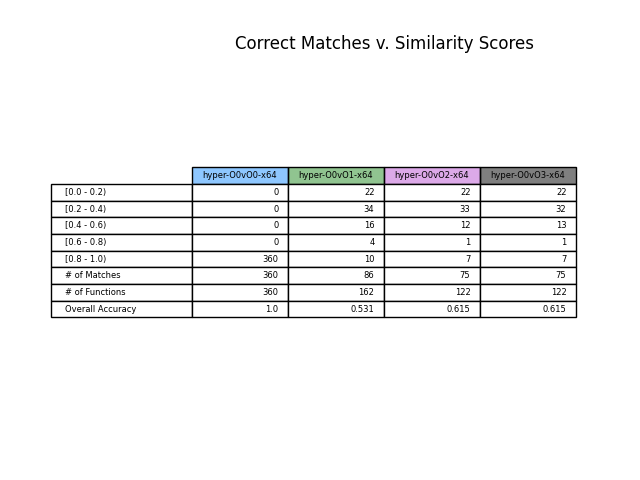 Correct Matches v. Similarity Scores
hyper-O0vO0-x64 hyper-O0vO1-x64 hyper-O0vO2-x64 hyper-O0vO3-x64
[0.0 - 0.2) 0 22 22 22
[0.2 - 0.4) 0 34 33 32
[0.4 - 0.6) 0 16 12 13
[0.6 - 0.8) 0 4 1 1
[0.8 - 1.0) 360 10 7 7
# of Matches 360 86 75 75
# of Functions 360 162 122 122
Overall Accuracy 1.0 0.531 0.615 0.615